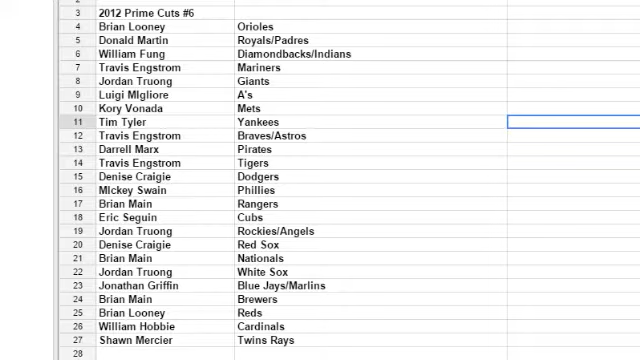 3 2012 Prime Cuts #6
4 Brian Looney Orioles
5 Donald Martin Royals/Padres
6 William Fung Diamondbacks/Indians
7 Travis Engstrom Mariners
8 Jordan Truong Giants
9 Luigi MIgliore A's
10 Kory Vonada Mets
11 Tim Tyler Yankees
12 Travis Engstrom Braves/Astros
13 Darrell Marx Pirates
14 Travis Engstrom Tigers
15 Denise Craigie Dodgers
16 MIckey Swain Phillies
17 Brian Main Rangers
18 Eric Seguin Cubs
19 Jordan Truong Rockies/Angels
20 Denise Craigie Red Sox
21 Brian Main Nationals
22 Jordan Truong White Sox
23 Jonathan Griffin Blue Jays/Marlins
24 Brian Main Brewers
25 Brian Looney Reds
26 William Hobbie Cardinals
27 Shawn Mercier Twins Rays
28